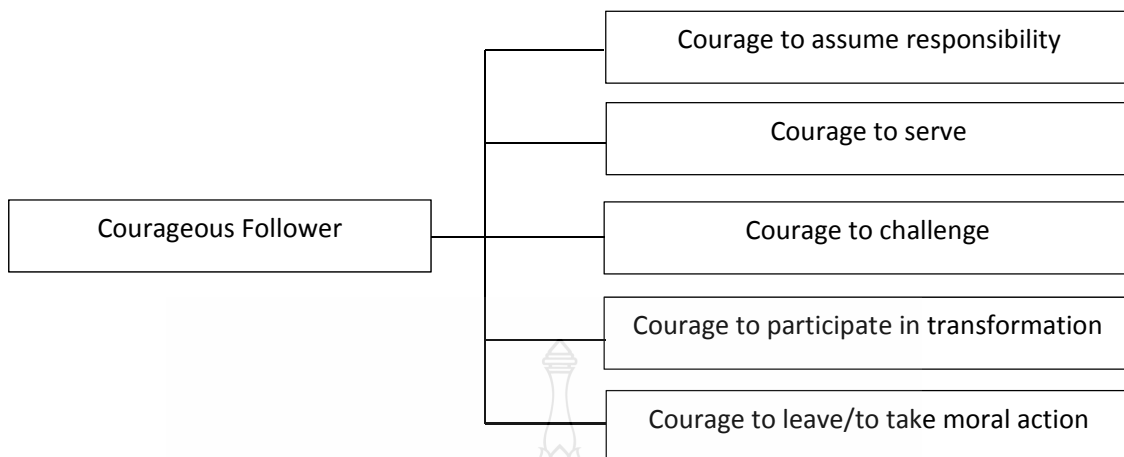 Courage to assume responsibility
Courage to serve
Courageous Follower
Courage to challenge
Courage to participate in transformation
Courage to leave/to take moral action